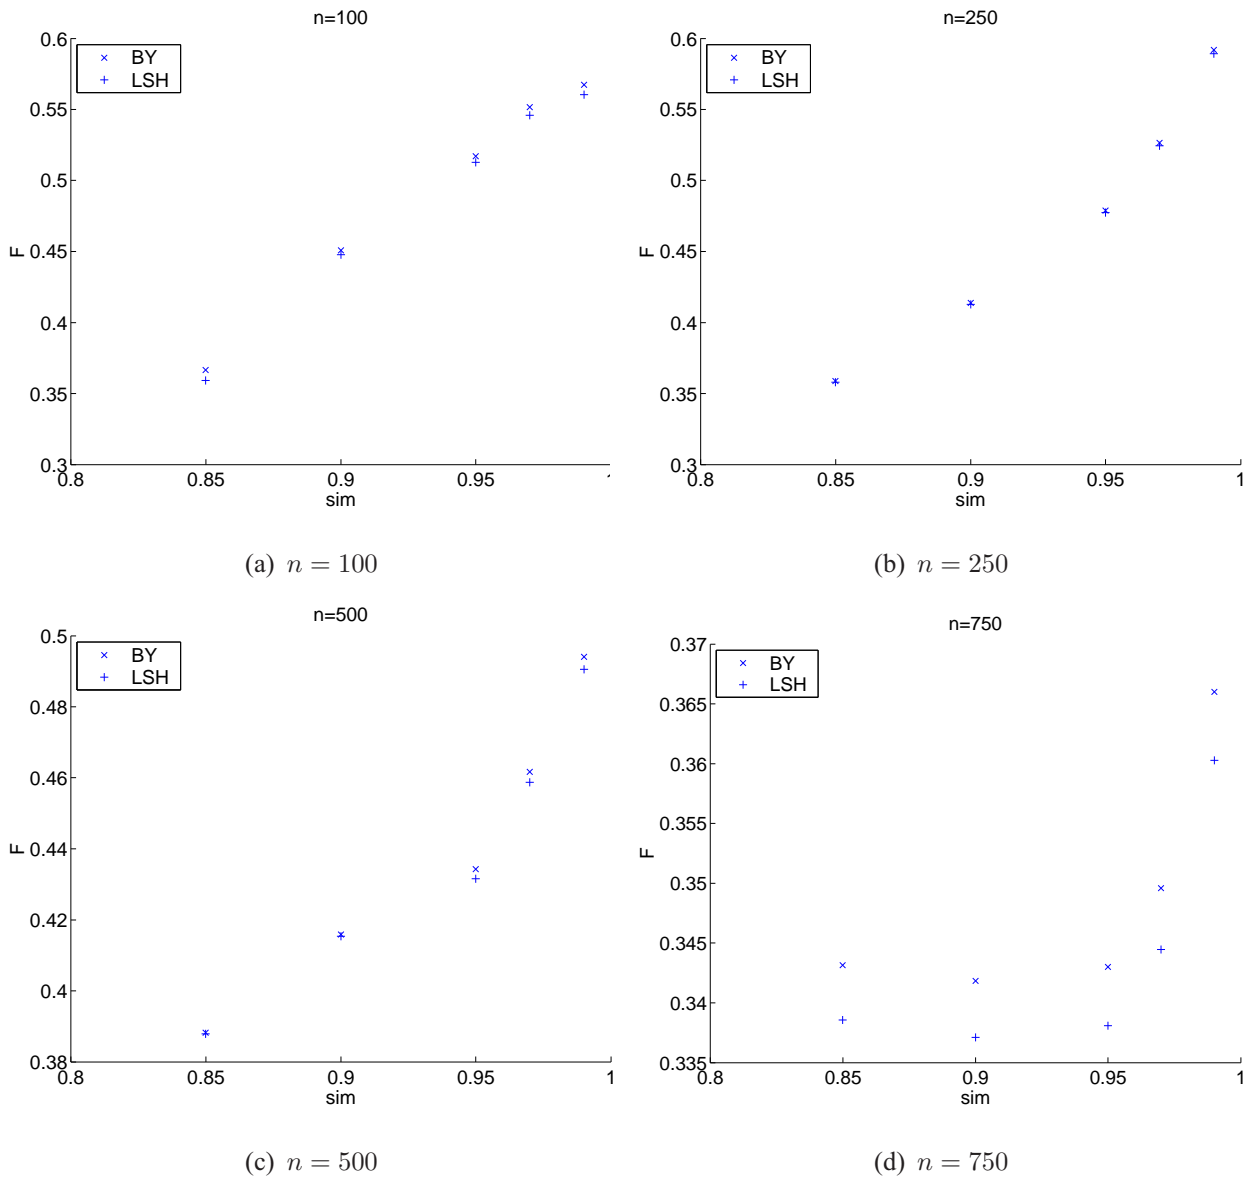 n=100
0.6
BY
LSH
0.55
0.5
F 0.45
0.4
0.35
0.3
0.8 0.85 0.9 0.95
sim
(a) n = 100
n=250
0.6
BY
LSH
0.55
0.5
F 0.45
0.4
0.35
0.3
0.8 0.85 0.9 0.95 1
sim
(b) n = 250
n=500
0.5
BY
LSH
0.48
0.46
F 0.44
0.42
0.4
0.38
0.8 0.85 0.9 0.95 1
sim
(c) n = 500
n=750
0.37
BY
LSH
0.365
0.36
0.355
F
0.35
0.345
0.34
0.335
0.8 0.85 0.9 0.95 1
sim
(d) n = 750